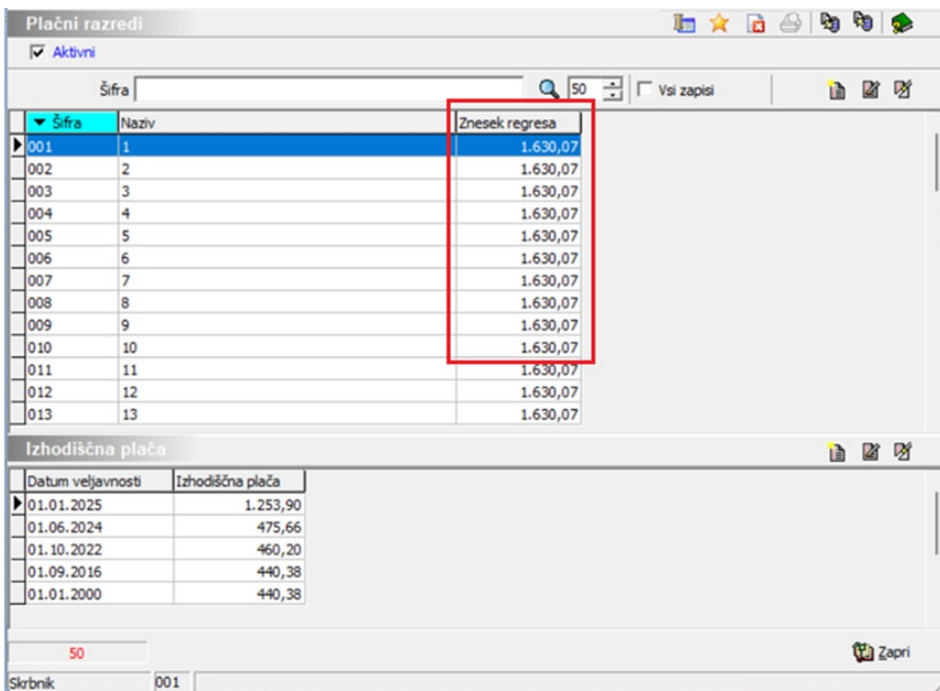 Plačni razredi
Aktivni
Šifra 50 Vsi zapisi
Šifra Naziv Znesek regresa
001 1 1.630,07
002 2 1.630,07
003 3 1.630,07
004 4 1.630,07
005 5 1.630,07
006 6 1.630,07
007 7 1.630,07
008 8 1.630,07
009 9 1.630,07
010 10 1.630,07
011 11 1.630,07
012 12 1.630,07
013 13 1.630,07
Izhodiščna plača
Datum veljavnosti Izhodiščna plača
01.01.2025 1.253,90
01.06.2024 475,66
01.10.2022 460,20
01.09.2016 440,38
01.01.2000 440,38
50 Zapri
Skrbnik 001